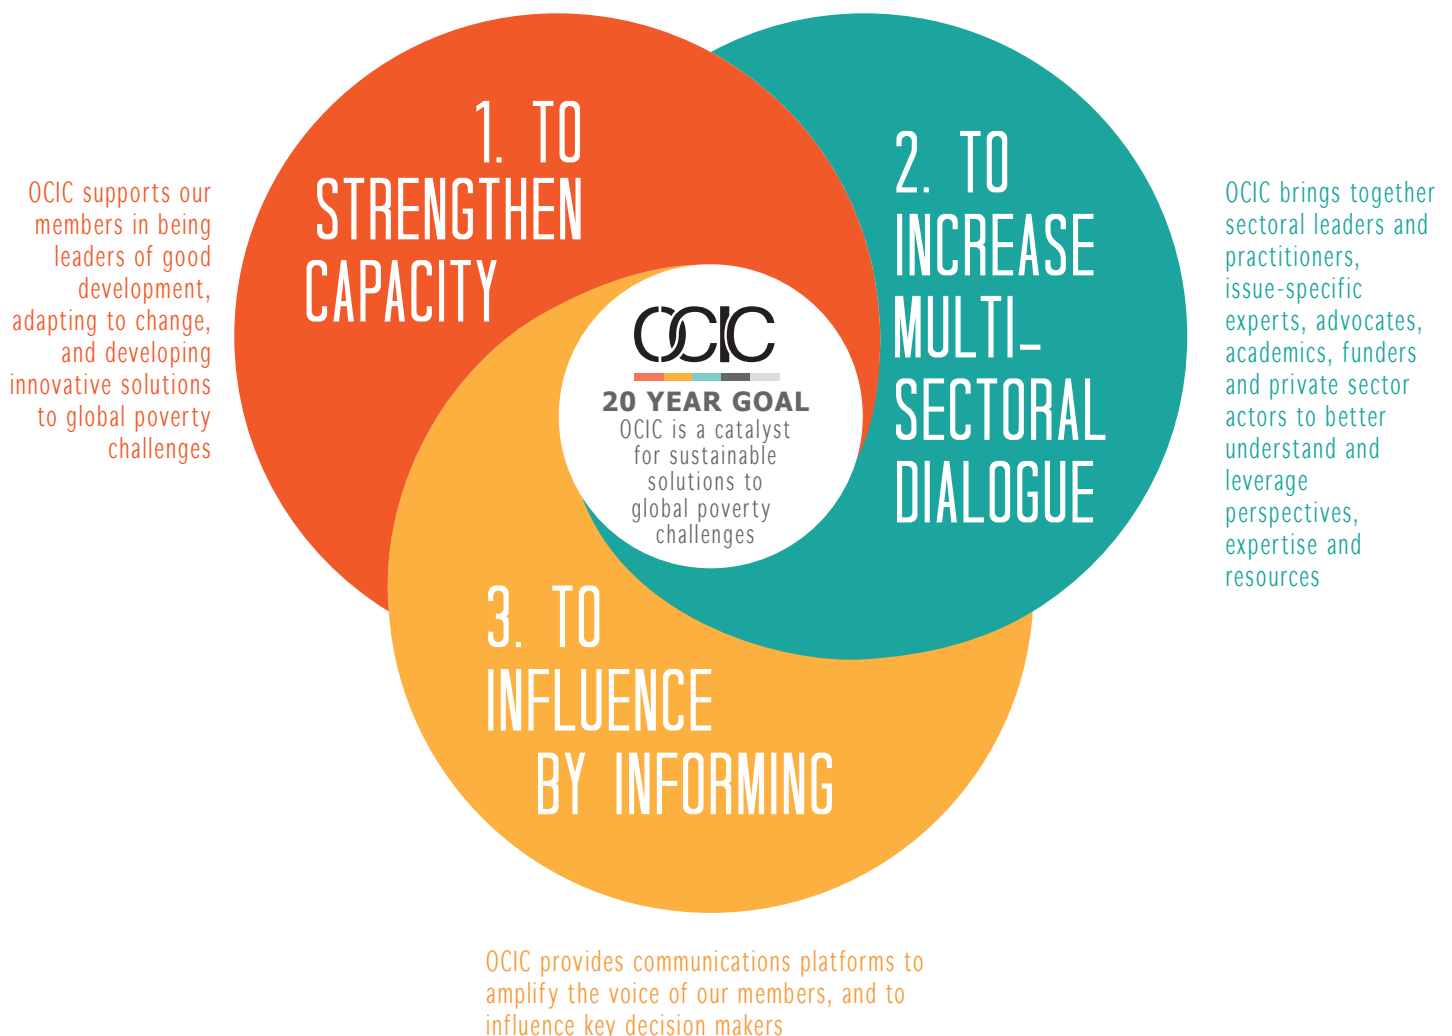 1. TO
STRENGTHEN
CAPACITY
2. TO
INCREASE
MULTI-
SECTORAL
DIALOGUE
OCIC supports our
members in being
leaders of good
development,
adapting to change,
and developing
innovative solutions
to global poverty
challenges
OCIC brings together
sectoral leaders and
practitioners,
issue-specific
experts, advocates,
academics, funders
and private sector
actors to better
understand and
leverage
perspectives,
expertise and
resources
OCIC
20 YEAR GOAL
OCIC is a catalyst
for sustainable
solutions to
global poverty
challenges
3. TO
INFLUENCE
BY INFORMING
OCIC provides communications platforms to
amplify the voice of our members, and to
influence key decision makers